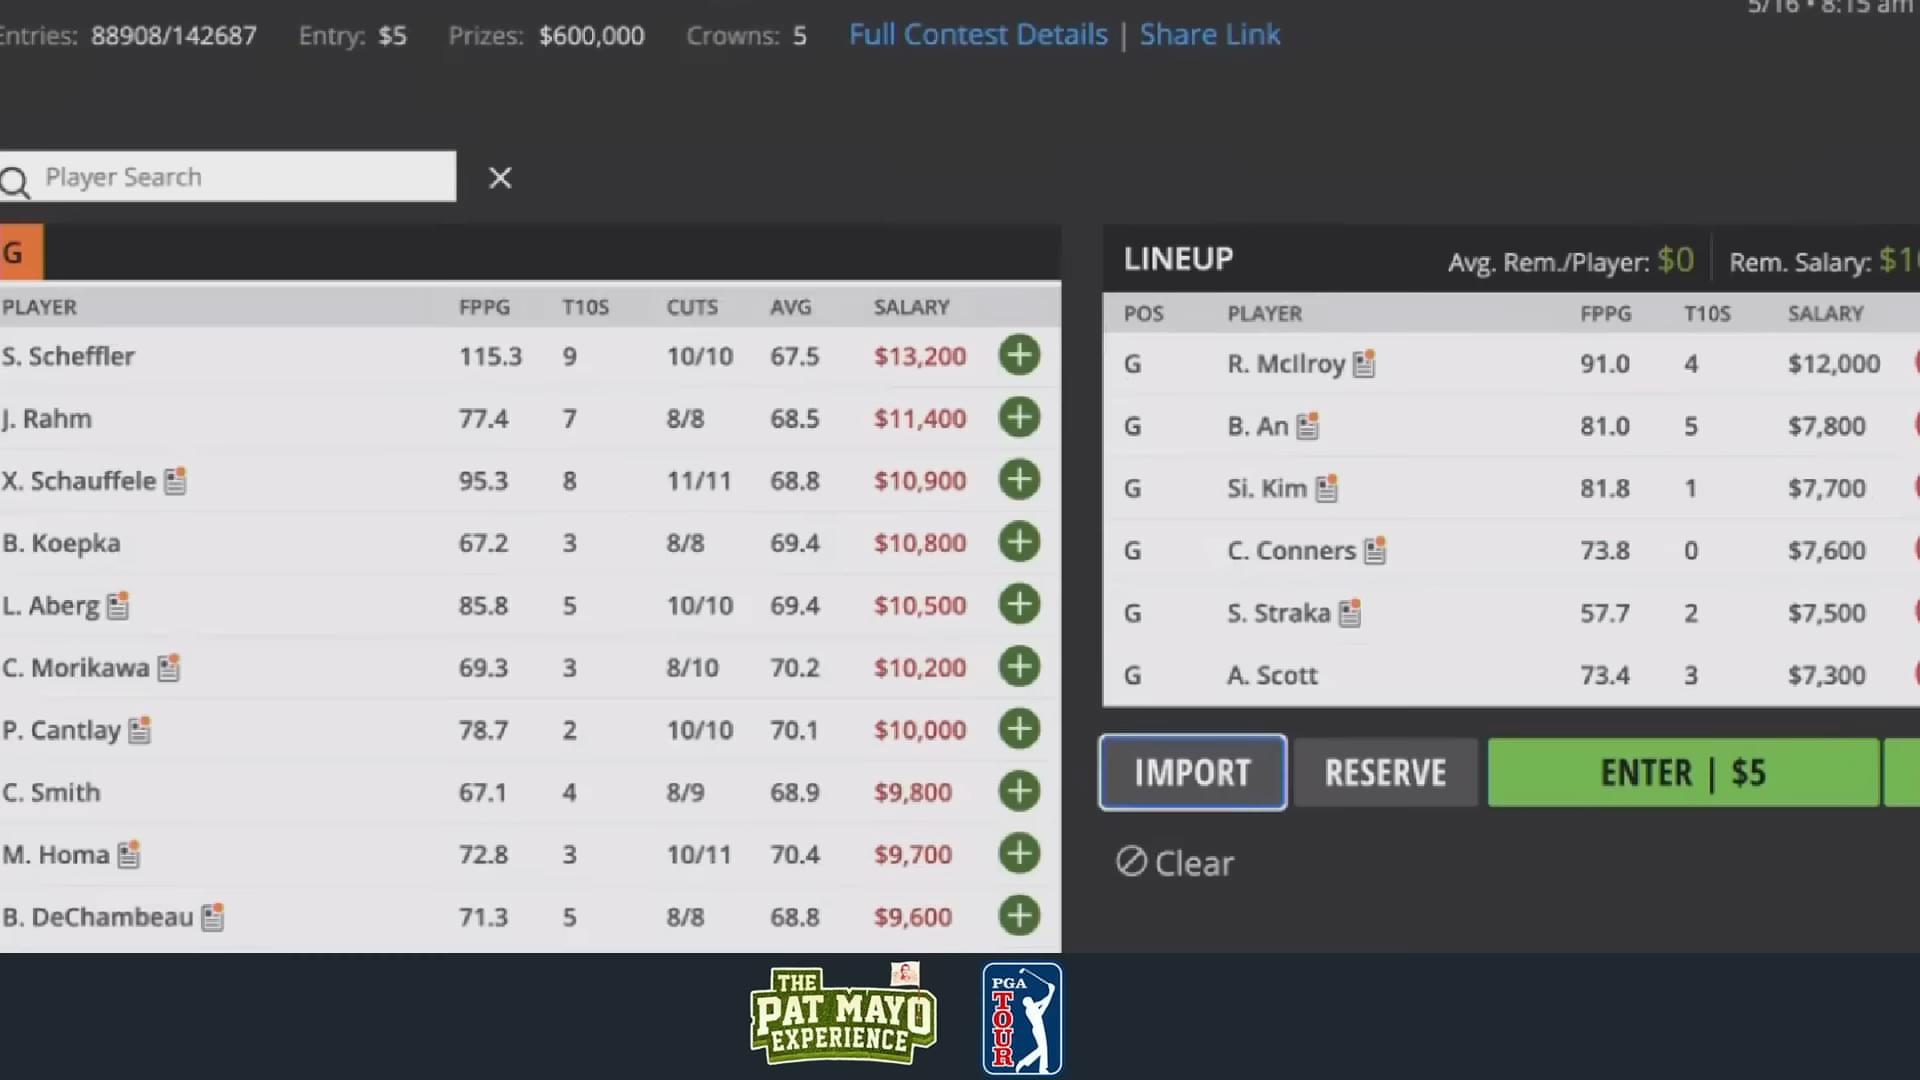 5/16 • 8:15 am
Entries: 88908/142687 Entry: $5 Prizes: $600,000 Crowns: 5 Full Contest Details | Share Link
Player Search
G
PLAYER FPPG T10S CUTS AVG SALARY
S. Scheffler 115.3 9 10/10 67.5 $13,200
J. Rahm 77.4 7 8/8 68.5 $11,400
X. Schauffele 95.3 8 11/11 68.8 $10,900
B. Koepka 67.2 3 8/8 69.4 $10,800
L. Aberg 85.8 5 10/10 69.4 $10,500
C. Morikawa 69.3 3 8/10 70.2 $10,200
P. Cantlay 78.7 2 10/10 70.1 $10,000
C. Smith 67.1 4 8/9 68.9 $9,800
M. Homa 72.8 3 10/11 70.4 $9,700
B. DeChambeau 71.3 5 8/8 68.8 $9,600
LINEUP Avg. Rem./Player: $0 Rem. Salary: $10
POS PLAYER FPPG T10S SALARY
G R. McIlroy 91.0 4 $12,000
G B. An 81.0 5 $7,800
G Si. Kim 81.8 1 $7,700
G C. Conners 73.8 0 $7,600
G S. Straka 57.7 2 $7,500
G A. Scott 73.4 3 $7,300
IMPORT RESERVE ENTER | $5
Clear
THE
PAT MAYO
EXPERIENCE
PGA
TOUR